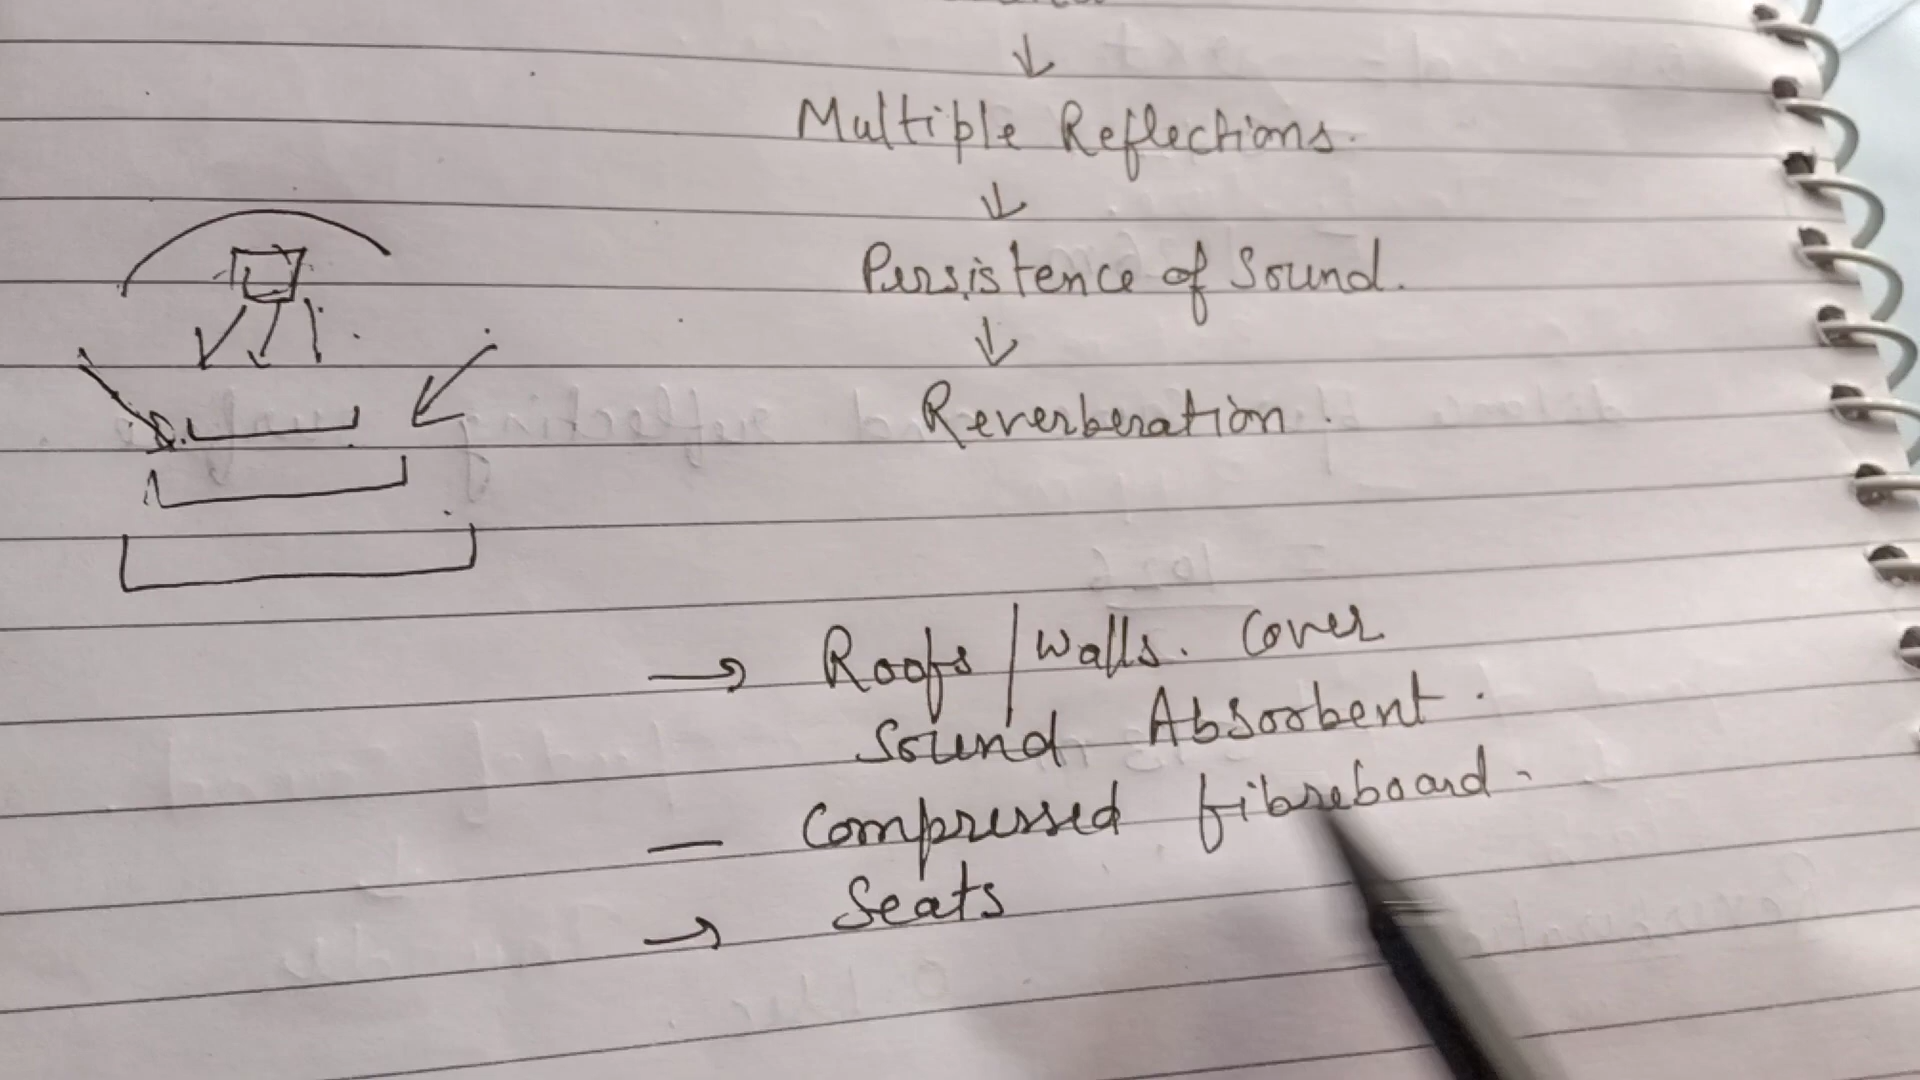 ↓
Multiple Reflections.
↓
Persistence of Sound.
↓
Reverberation.
→ Roofs/walls. Cover
Sound Absorbent.
— Compressed fibreboard.
→ Seats